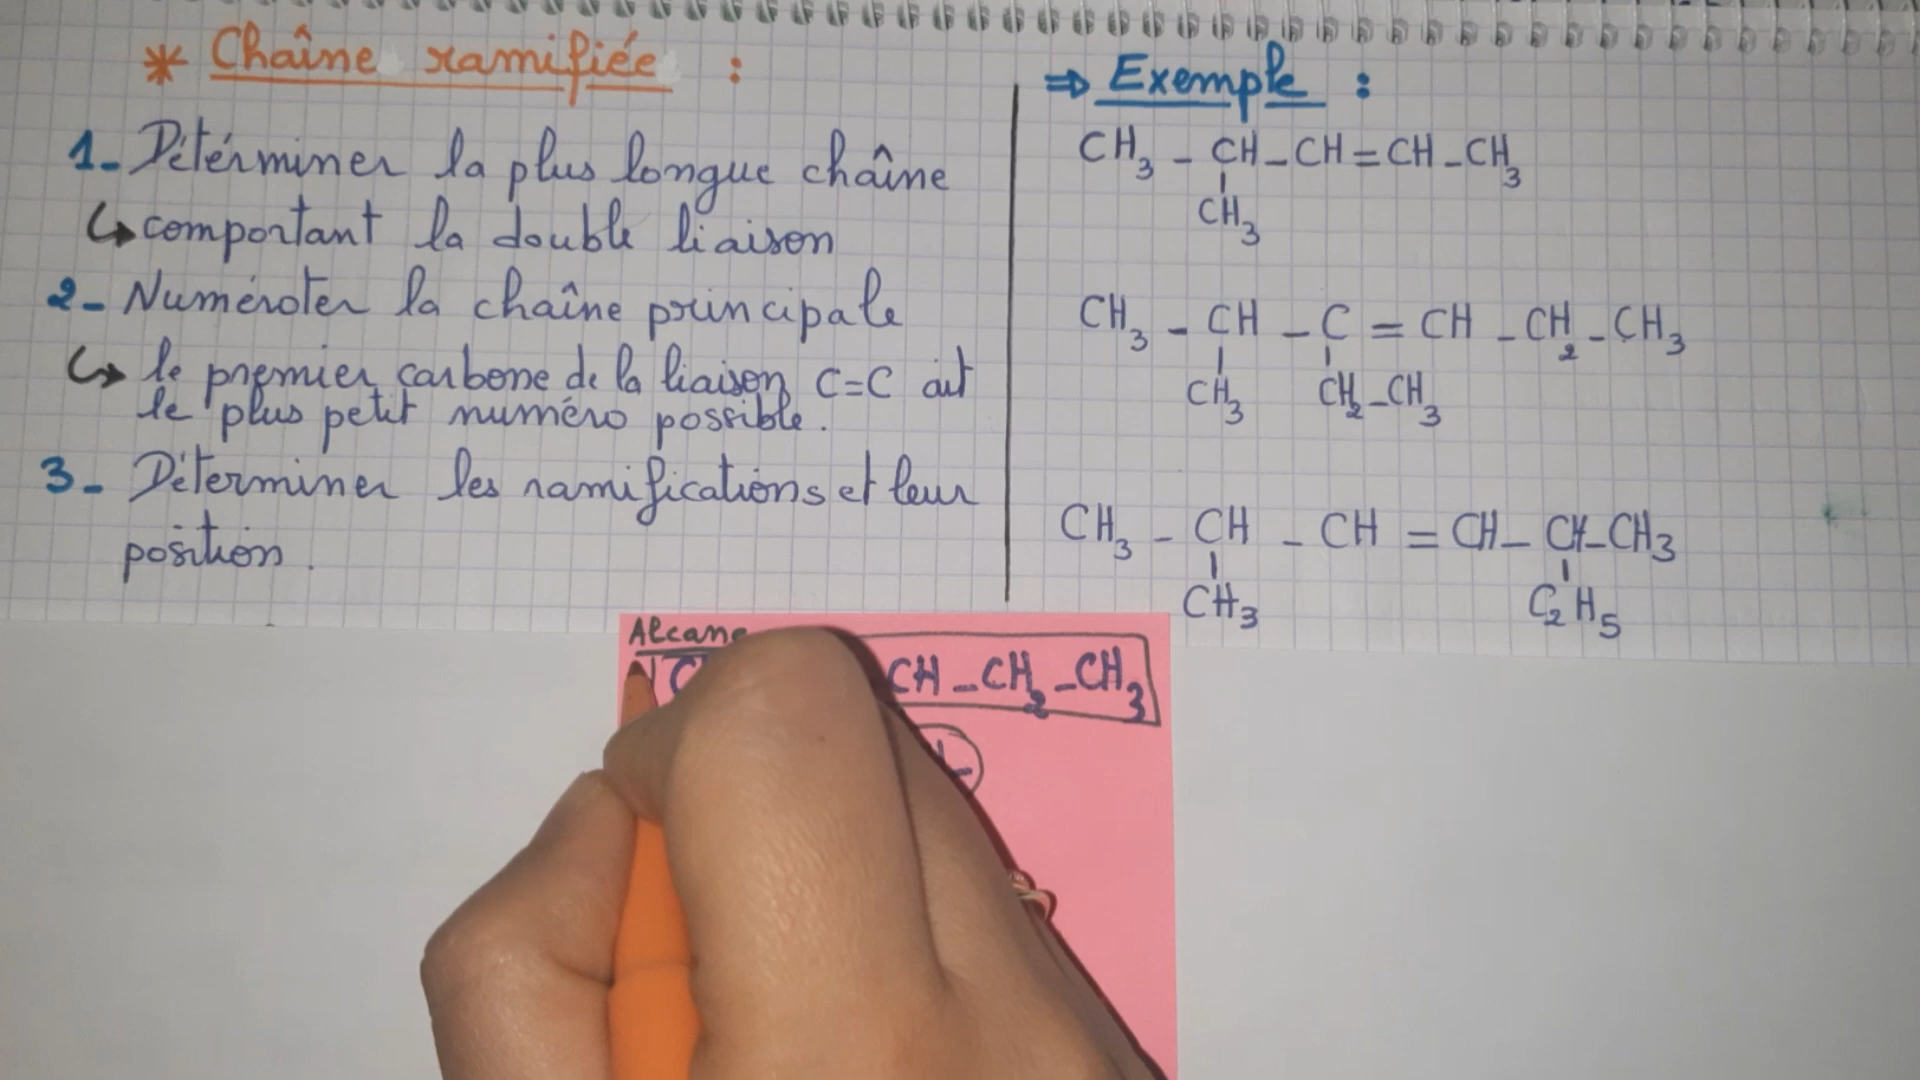 * Chaîne ramifiée :
1- Détérminer la plus longue chaîne
↳ comportant la double liaison
2- Numéroter la chaîne principale
↳ le premier carbone de la liaison C=C ait
le plus petit numéro possible.
3- Déterminer les ramifications et leur
position.
⇒ Exemple :
CH3 - CH - CH = CH - CH3
CH3
CH3 - CH - C = CH - CH2 - CH3
CH3 CH2 - CH3
CH3 - CH - CH = CH - CH - CH3
CH3 C2H5
Alcane
CH - CH2 - CH3